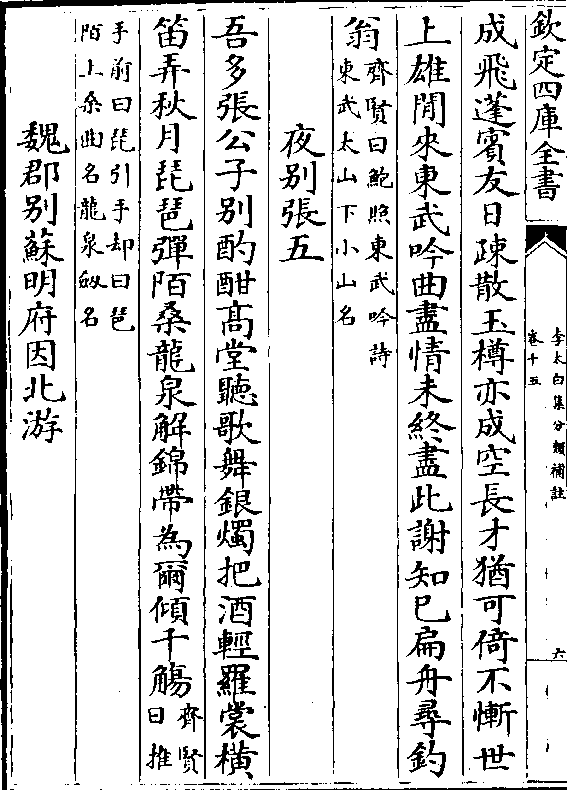 欽定四庫全書
李太白集分類補註
卷十五
六
成飛蓬賓友日疎散玉樽亦成空長才猶可倚不慚世
上雄閒來東武吟曲盡情未終書此謝知已扁舟尋釣
翁齊賢曰鮑照東武吟詩
東武太山下小山名
夜别張五
吾多張公子别酌酣髙堂聽歌舞銀燭把酒輕羅裳横
笛弄秋月琵琶彈陌桑龍泉解錦帶為爾傾千觴齊賢
曰推
手前曰琵引手却曰琶
陌上桑曲名龍泉劔名
魏郡别蘇明府因北游